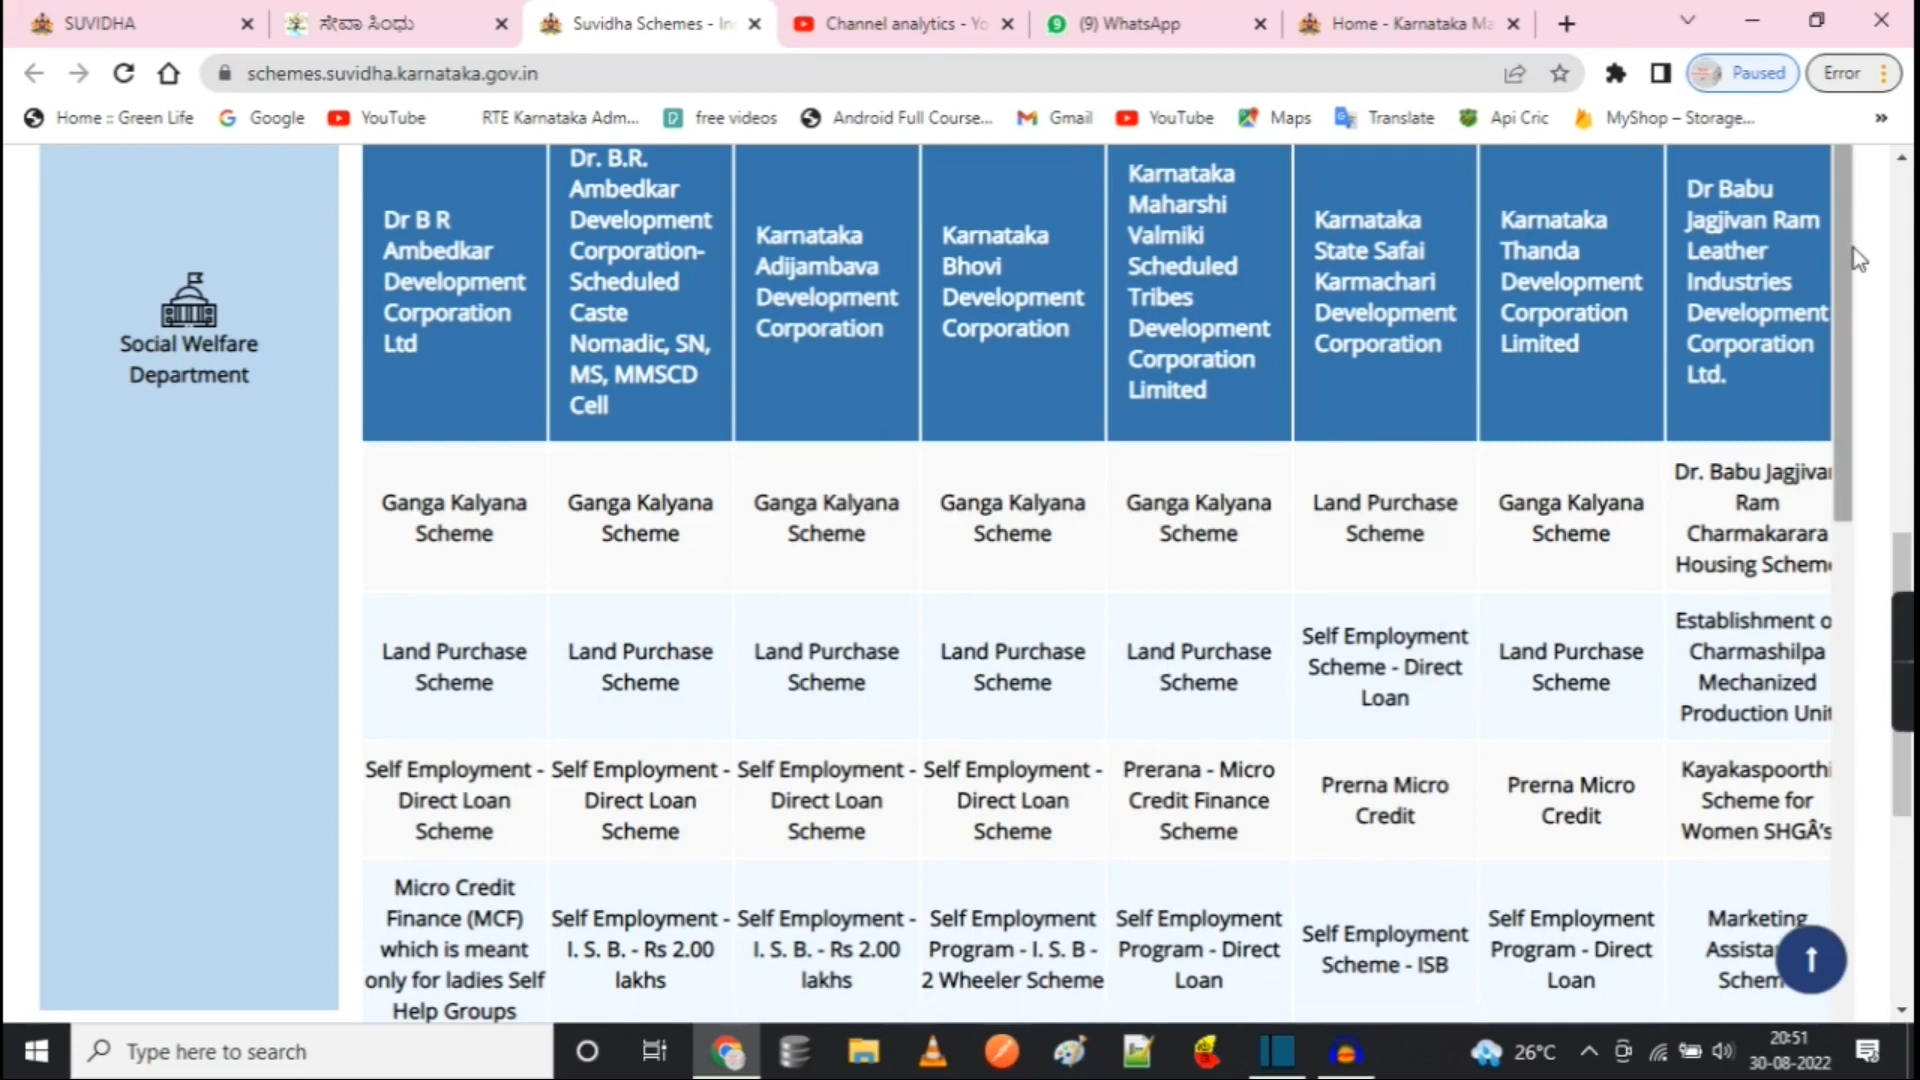 SUVIDHA
ಸೇವಾ ಸಿಂಧು
Suvidha Schemes - In
Channel analytics - Yo
9 (9) WhatsApp
Home - Karnataka Ma
schemes.suvidha.karnataka.gov.in
Paused
Error
Home :: Green Life
Google
YouTube
RTE Karnataka Adm...
free videos
Android Full Course...
Gmail
YouTube
Maps
Translate
Api Cric
MyShop – Storage...
»
Social Welfare
Department
Dr B R
Ambedkar
Development
Corporation
Ltd
Dr. B.R.
Ambedkar
Development
Corporation-
Scheduled
Caste
Nomadic, SN,
MS, MMSCD
Cell
Karnataka
Adijambava
Development
Corporation
Karnataka
Bhovi
Development
Corporation
Karnataka
Maharshi
Valmiki
Scheduled
Tribes
Development
Corporation
Limited
Karnataka
State Safai
Karmachari
Development
Corporation
Karnataka
Thanda
Development
Corporation
Limited
Dr Babu
Jagjivan Ram
Leather
Industries
Development
Corporation
Ltd.
Ganga Kalyana
Scheme
Ganga Kalyana
Scheme
Ganga Kalyana
Scheme
Ganga Kalyana
Scheme
Ganga Kalyana
Scheme
Land Purchase
Scheme
Ganga Kalyana
Scheme
Dr. Babu Jagjivan
Ram
Charmakarara
Housing Scheme
Land Purchase
Scheme
Land Purchase
Scheme
Land Purchase
Scheme
Land Purchase
Scheme
Land Purchase
Scheme
Self Employment
Scheme - Direct
Loan
Land Purchase
Scheme
Establishment o
Charmashilpa
Mechanized
Production Unit
Self Employment -
Direct Loan
Scheme
Self Employment -
Direct Loan
Scheme
Self Employment -
Direct Loan
Scheme
Self Employment -
Direct Loan
Scheme
Prerana - Micro
Credit Finance
Scheme
Prerna Micro
Credit
Prerna Micro
Credit
Kayakaspoorthi
Scheme for
Women SHGÂ's
Micro Credit
Finance (MCF)
which is meant
only for ladies Self
Help Groups
Self Employment -
I. S. B. - Rs 2.00
lakhs
Self Employment -
I. S. B. - Rs 2.00
lakhs
Self Employment
Program - I. S. B -
2 Wheeler Scheme
Self Employment
Program - Direct
Loan
Self Employment
Scheme - ISB
Self Employment
Program - Direct
Loan
Marketing
Assista
Schem
Type here to search
26°C
20:51
30-08-2022